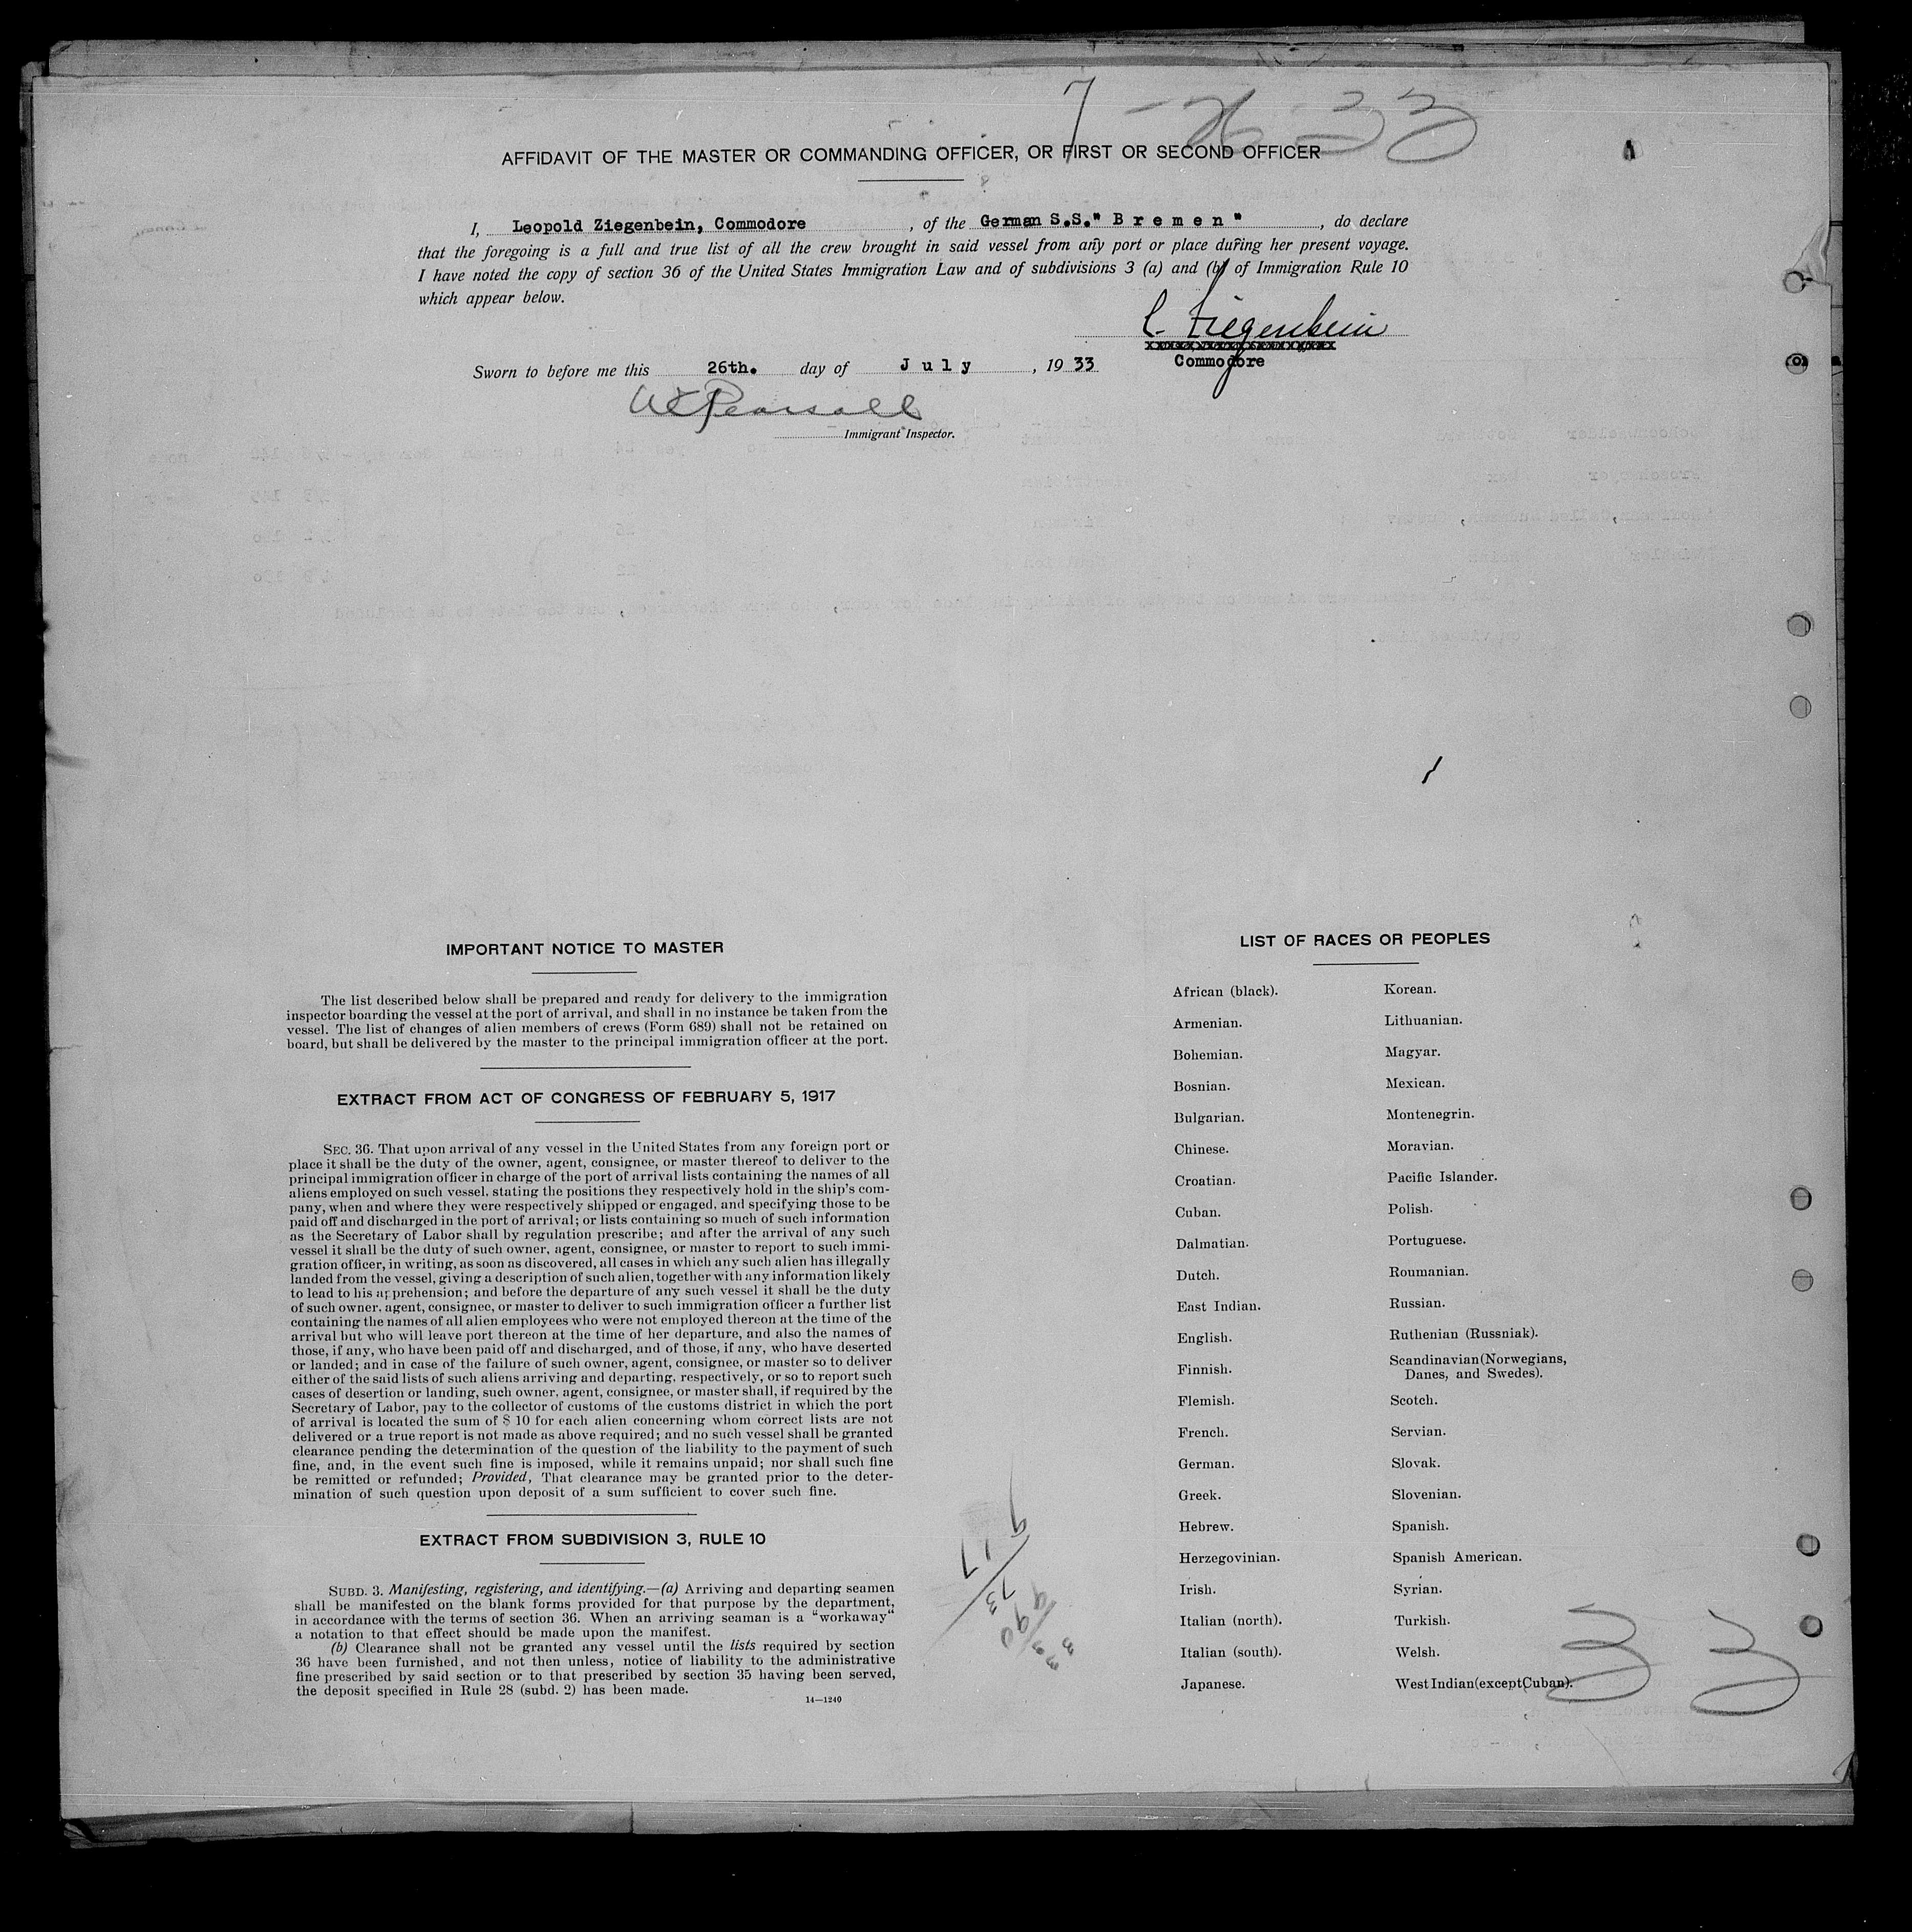 7-26-33
AFFIDAVIT OF THE MASTER OR COMMANDING OFFICER, OR FIRST OR SECOND OFFICER
I, Leopold Ziegenbein, Commodore, of the German S.S." B r e m e n ", do declare
that the foregoing is a full and true list of all the crew brought in said vessel from any port or place during her present voyage.
I have noted the copy of section 36 of the United States Immigration Law and of subdivisions 3 (a) and (b) of Immigration Rule 10
which appear below.
L. Ziegenbein
Commodore
Sworn to before me this 26th. day of J u l y, 19 33
Pearsall
Immigrant Inspector.
IMPORTANT NOTICE TO MASTER
The list described below shall be prepared and ready for delivery to the immigration
inspector boarding the vessel at the port of arrival, and shall in no instance be taken from the
vessel. The list of changes of alien members of crews (Form 689) shall not be retained on
board, but shall be delivered by the master to the principal immigration officer at the port.
EXTRACT FROM ACT OF CONGRESS OF FEBRUARY 5, 1917
SEC. 36. That upon arrival of any vessel in the United States from any foreign port or
place it shall be the duty of the owner, agent, consignee, or master thereof to deliver to the
principal immigration officer in charge of the port of arrival lists containing the names of all
aliens employed on such vessel, stating the positions they respectively hold in the ship's com-
pany, when and where they were respectively shipped or engaged, and specifying those to be
paid off and discharged in the port of arrival; or lists containing so much of such information
as the Secretary of Labor shall by regulation prescribe; and after the arrival of any such
vessel it shall be the duty of such owner, agent, consignee, or master to report to such immi-
gration officer, in writing, as soon as discovered, all cases in which any such alien has illegally
landed from the vessel, giving a description of such alien, together with any information likely
to lead to his apprehension; and before the departure of any such vessel it shall be the duty
of such owner, agent, consignee, or master to deliver to such immigration officer a further list
containing the names of all alien employees who were not employed thereon at the time of the
arrival but who will leave port thereon at the time of her departure, and also the names of
those, if any, who have been paid off and discharged, and of those, if any, who have deserted
or landed; and in case of the failure of such owner, agent, consignee, or master so to deliver
either of the said lists of such aliens arriving and departing, respectively, or so to report such
cases of desertion or landing, such owner, agent, consignee, or master shall, if required by the
Secretary of Labor, pay to the collector of customs of the customs district in which the port
of arrival is located the sum of $ 10 for each alien concerning whom correct lists are not
delivered or a true report is not made as above required; and no such vessel shall be granted
clearance pending the determination of the question of the liability to the payment of such
fine, and, in the event such fine is imposed, while it remains unpaid; nor shall such fine
be remitted or refunded; Provided, That clearance may be granted prior to the deter-
mination of such question upon deposit of a sum sufficient to cover such fine.
EXTRACT FROM SUBDIVISION 3, RULE 10
SUBD. 3. Manifesting, registering, and identifying.—(a) Arriving and departing seamen
shall be manifested on the blank forms provided for that purpose by the department,
in accordance with the terms of section 36. When an arriving seaman is a "workaway"
a notation to that effect should be made upon the manifest.
(b) Clearance shall not be granted any vessel until the lists required by section
36 have been furnished, and not then unless, notice of liability to the administrative
fine prescribed by said section or to that prescribed by section 35 having been served,
the deposit specified in Rule 28 (subd. 2) has been made.
14—1240
LIST OF RACES OR PEOPLES
African (black).
Armenian.
Bohemian.
Bosnian.
Bulgarian.
Chinese.
Croatian.
Cuban.
Dalmatian.
Dutch.
East Indian.
English.
Finnish.
Flemish.
French.
German.
Greek.
Hebrew.
Herzegovinian.
Irish.
Italian (north).
Italian (south).
Japanese.
Korean.
Lithuanian.
Magyar.
Mexican.
Montenegrin.
Moravian.
Pacific Islander.
Polish.
Portuguese.
Roumanian.
Russian.
Ruthenian (Russniak).
Scandinavian(Norwegians,
Danes, and Swedes).
Scotch.
Servian.
Slovak.
Slovenian.
Spanish.
Spanish American.
Syrian.
Turkish.
Welsh.
West Indian(except Cuban).
33